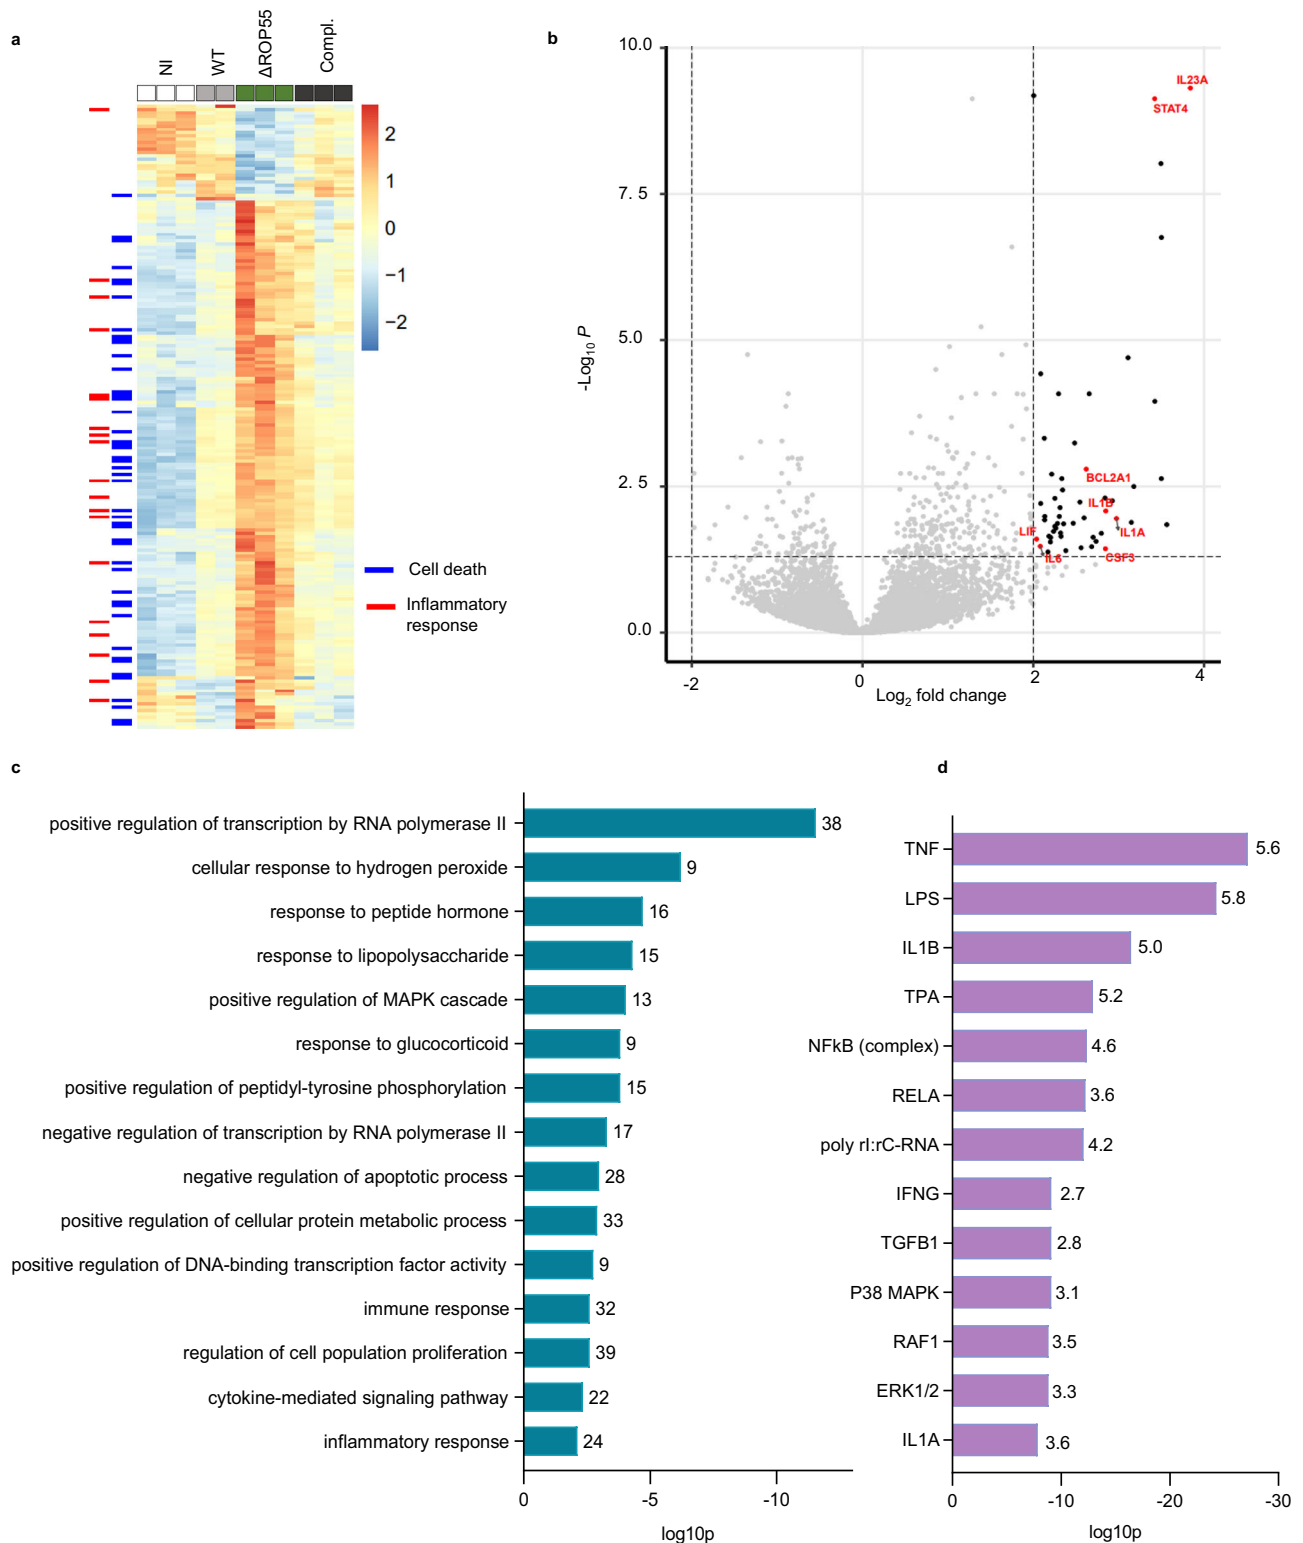 a
NI
WT
ΔROP55
Compl.
2
1
0
−1
−2
Cell death
Inflammatory
response
b
10.0
7.5
5.0
2.5
0.0
-Log10 P
IL23A
STAT4
BCL2A1
IL1B
IL1A
LIF
IL6
CSF3
-2
0
2
4
Log2 fold change
c
positive regulation of transcription by RNA polymerase II
38
cellular response to hydrogen peroxide
9
response to peptide hormone
16
response to lipopolysaccharide
15
positive regulation of MAPK cascade
13
response to glucocorticoid
9
positive regulation of peptidyl-tyrosine phosphorylation
15
negative regulation of transcription by RNA polymerase II
17
negative regulation of apoptotic process
28
positive regulation of cellular protein metabolic process
33
positive regulation of DNA-binding transcription factor activity
9
immune response
32
regulation of cell population proliferation
39
cytokine-mediated signaling pathway
22
inflammatory response
24
0
-5
-10
log10p
d
TNF
5.6
LPS
5.8
IL1B
5.0
TPA
5.2
NFkB (complex)
4.6
RELA
3.6
poly rI:rC-RNA
4.2
IFNG
2.7
TGFB1
2.8
P38 MAPK
3.1
RAF1
3.5
ERK1/2
3.3
IL1A
3.6
0
-10
-20
-30
log10p